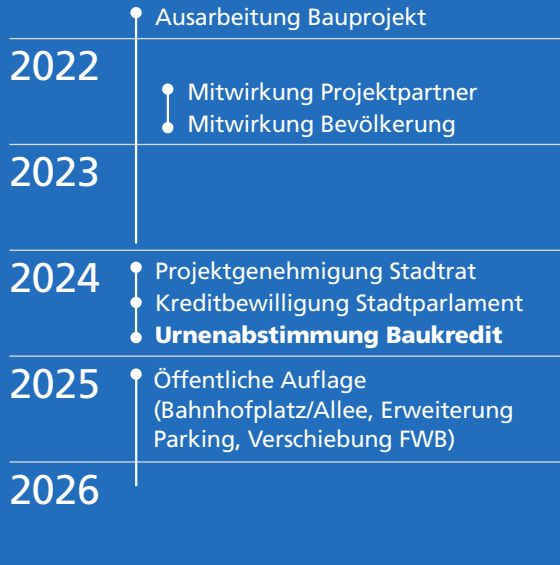 Ausarbeitung Bauprojekt
2022
Mitwirkung Projektpartner
Mitwirkung Bevölkerung
2023
2024
Projektgenehmigung Stadtrat
Kreditbewilligung Stadtparlament
Urnenabstimmung Baukredit
2025
Öffentliche Auflage
(Bahnhofplatz/Allee, Erweiterung
Parking, Verschiebung FWB)
2026